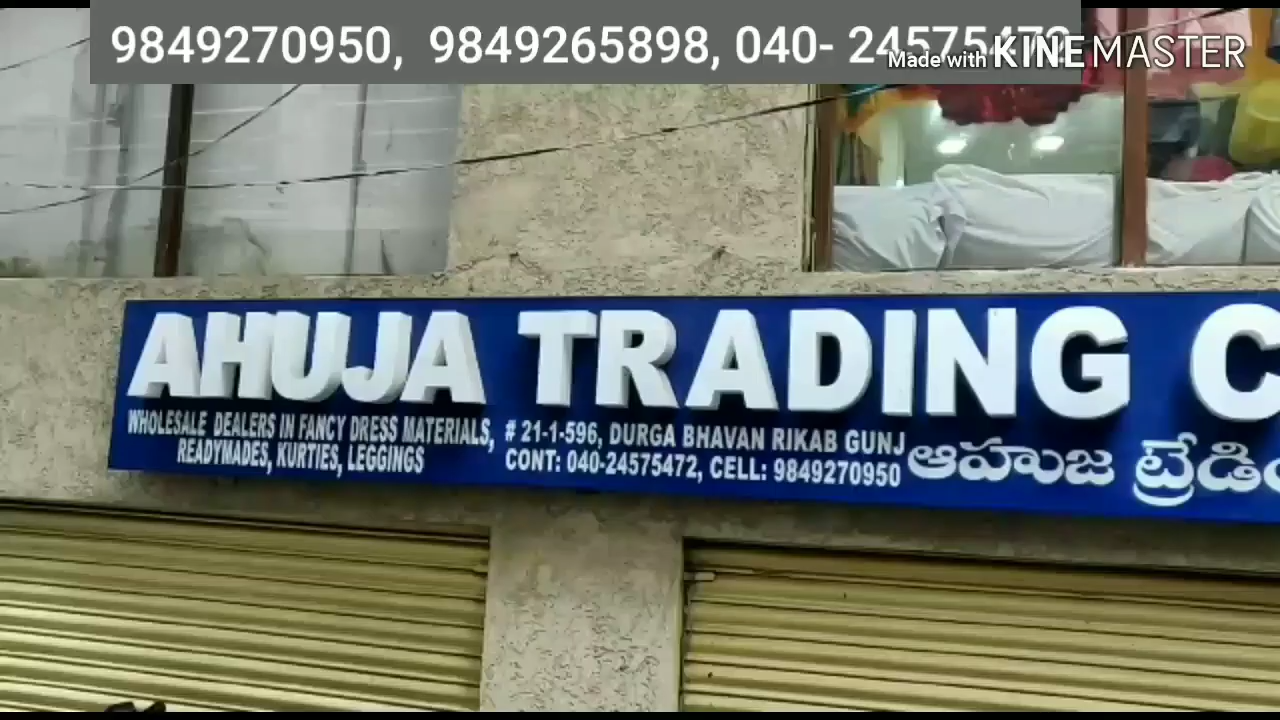 9849270950, 9849265898, 040- 24575472
Made with KINEMASTER
AHUJA TRADING C
WHOLESALE DEALERS IN FANCY DRESS MATERIALS,
READYMADES, KURTIES, LEGGINGS
# 21-1-596, DURGA BHAVAN RIKAB GUNJ
CONT: 040-24575472, CELL: 9849270950
ఆహుజ ట్రేడిం